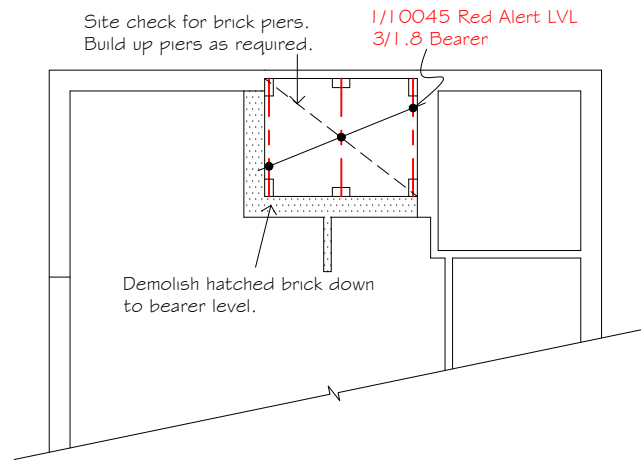 Site check for brick piers.
Build up piers as required.
1/10045 Red Alert LVL
3/1.8 Bearer
Demolish hatched brick down
to bearer level.